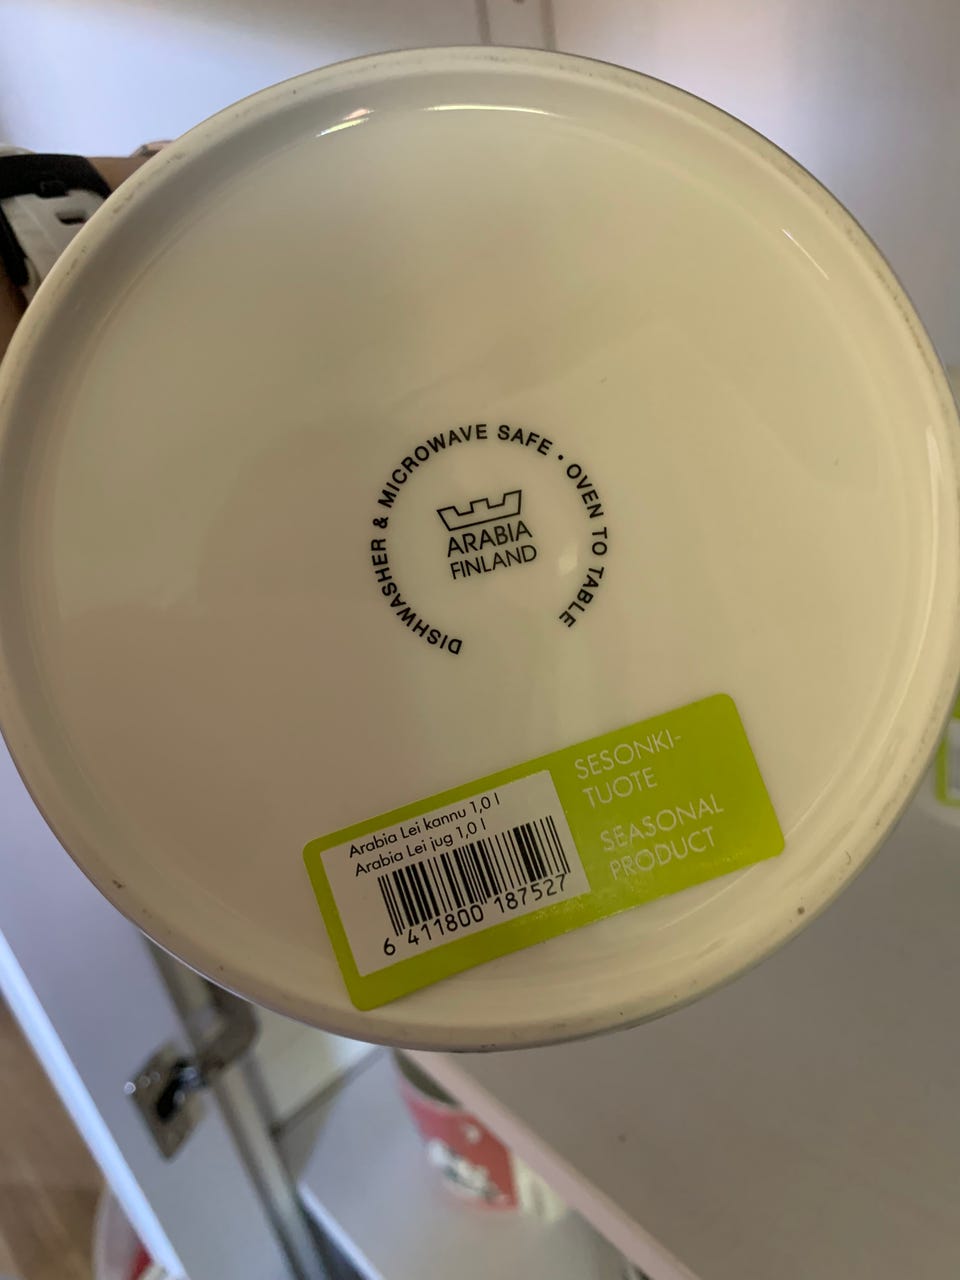 DISHWASHER & MICROWAVE SAFE • OVEN TO TABLE
ARABIA
FINLAND
Arabia Lei kannu 1,0 l
Arabia Lei jug 1,0 l
6 411800 187527
SESONKI-
TUOTE
SEASONAL
PRODUCT